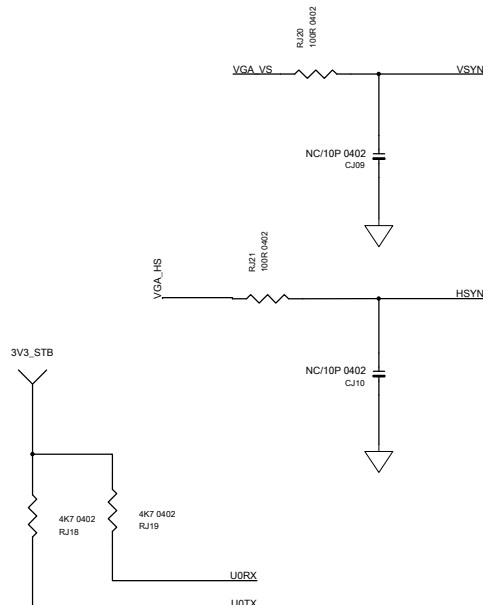 RJ20
100R 0402
VGA_VS
VSYN
NC/10P 0402
CJ09
RJ21
100R 0402
VGA_HS
HSYN
NC/10P 0402
CJ10
3V3_STB
4K7 0402
RJ18
4K7 0402
RJ19
U0RX
U0TX